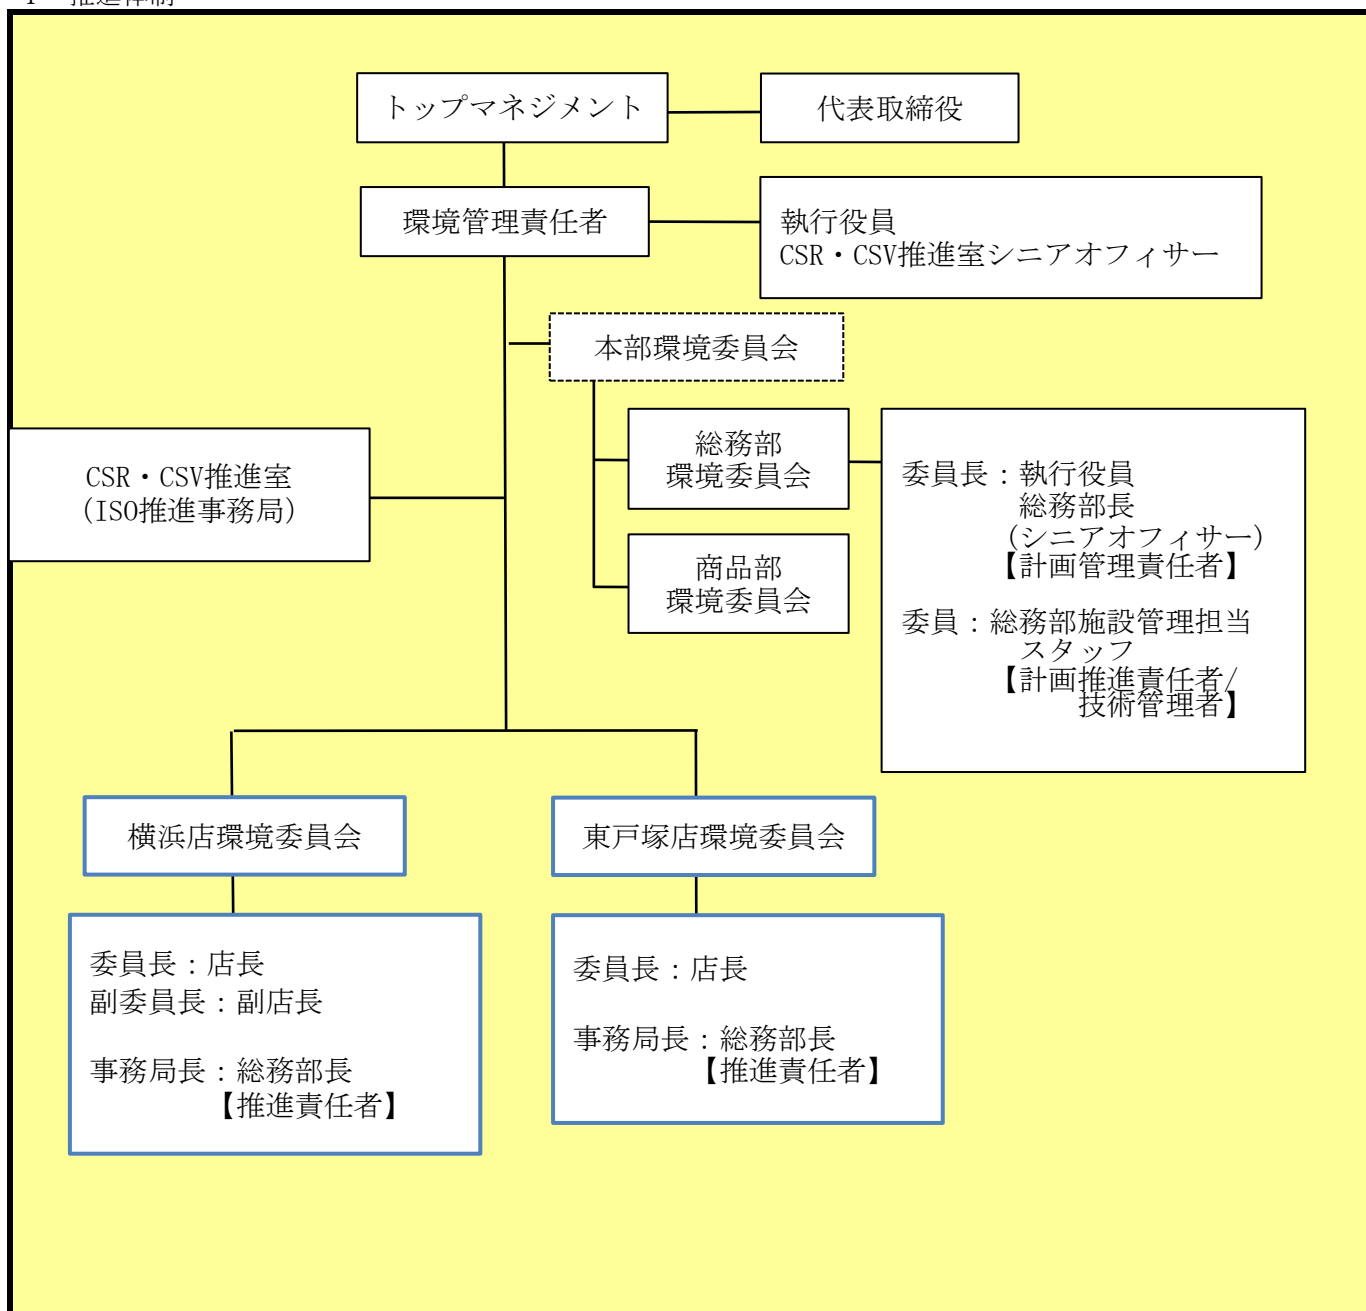 トップマネジメント
代表取締役
環境管理責任者
執行役員
CSR・CSV推進室シニアオフィサー
本部環境委員会
CSR・CSV推進室
(ISO推進事務局)
総務部
環境委員会
商品部
環境委員会
委員長：執行役員
総務部長
(シニアオフィサー)
【計画管理責任者】
委員：総務部施設管理担当
スタッフ
【計画推進責任者/
技術管理者】
横浜店環境委員会
委員長：店長
副委員長：副店長
事務局長：総務部長
【推進責任者】
東戸塚店環境委員会
委員長：店長
事務局長：総務部長
【推進責任者】